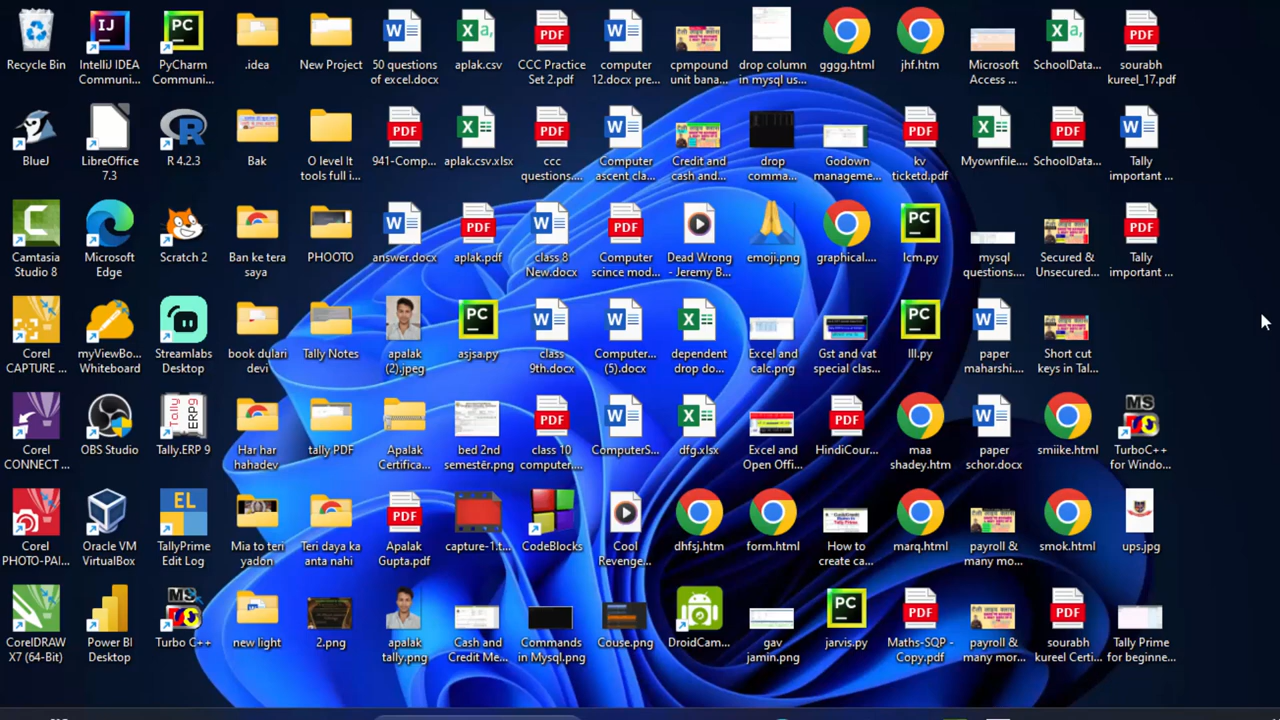 Recycle Bin
IntelliJ IDEA
Communi...
PyCharm
Communi...
.idea
New Project
50 questions
of excel.docx
aplak.csv
CCC Practice
Set 2.pdf
computer
12.docx pre...
cpmpound
unit bana...
drop column
in mysql us...
gggg.html
jhf.htm
Microsoft
Access ...
SchoolData...
sourabh
kureel_17.pdf
BlueJ
LibreOffice
7.3
R 4.2.3
Bak
O level It
tools full i...
941-Comp...
aplak.csv.xlsx
ccc
questions....
Computer
ascent cla...
Credit and
cash and...
drop
comma...
Godown
manageme...
kv
ticketd.pdf
Myownfile....
SchoolData...
Tally
important ...
Camtasia
Studio 8
Microsoft
Edge
Scratch 2
Ban ke tera
saya
PHOOTO
answer.docx
aplak.pdf
class 8
New.docx
Computer
scince mod...
Dead Wrong
- Jeremy B...
emoji.png
graphical....
lcm.py
mysql
questions....
Secured &
Unsecured...
Tally
important ...
Corel
CAPTURE ...
myViewBo...
Whiteboard
Streamlabs
Desktop
book dulari
devi
Tally Notes
apalak
(2).jpeg
asjsa.py
class
9th.docx
Computer...
(5).docx
dependent
drop do...
Excel and
calc.png
Gst and vat
special clas...
lll.py
paper
maharshi....
Short cut
keys in Tal...
Corel
CONNECT ...
OBS Studio
Tally.ERP 9
Har har
hahadev
tally PDF
Apalak
Certifica...
bed 2nd
semester.png
class 10
computer....
ComputerS...
dfg.xlsx
Excel and
Open Offi...
HindiCour...
maa
shadey.htm
paper
schor.docx
smiike.html
TurboC++
for Windo...
Corel
PHOTO-PAI...
Oracle VM
VirtualBox
TallyPrime
Edit Log
Mia to teri
yadon
Teri daya ka
anta nahi
Apalak
Gupta.pdf
capture-1.t...
CodeBlocks
Cool
Revenge...
dhfsj.htm
form.html
How to
create ca...
marq.html
payroll &
many mo...
smok.html
ups.jpg
CorelDRAW
X7 (64-Bit)
Power BI
Desktop
Turbo C++
new light
2.png
apalak
tally.png
Cash and
Credit Me...
Commands
in Mysql.png
Couse.png
DroidCam...
gav
jamin.png
jarvis.py
Maths-SQP -
Copy.pdf
payroll &
many mor...
sourabh
kureel Certi...
Tally Prime
for beginne...